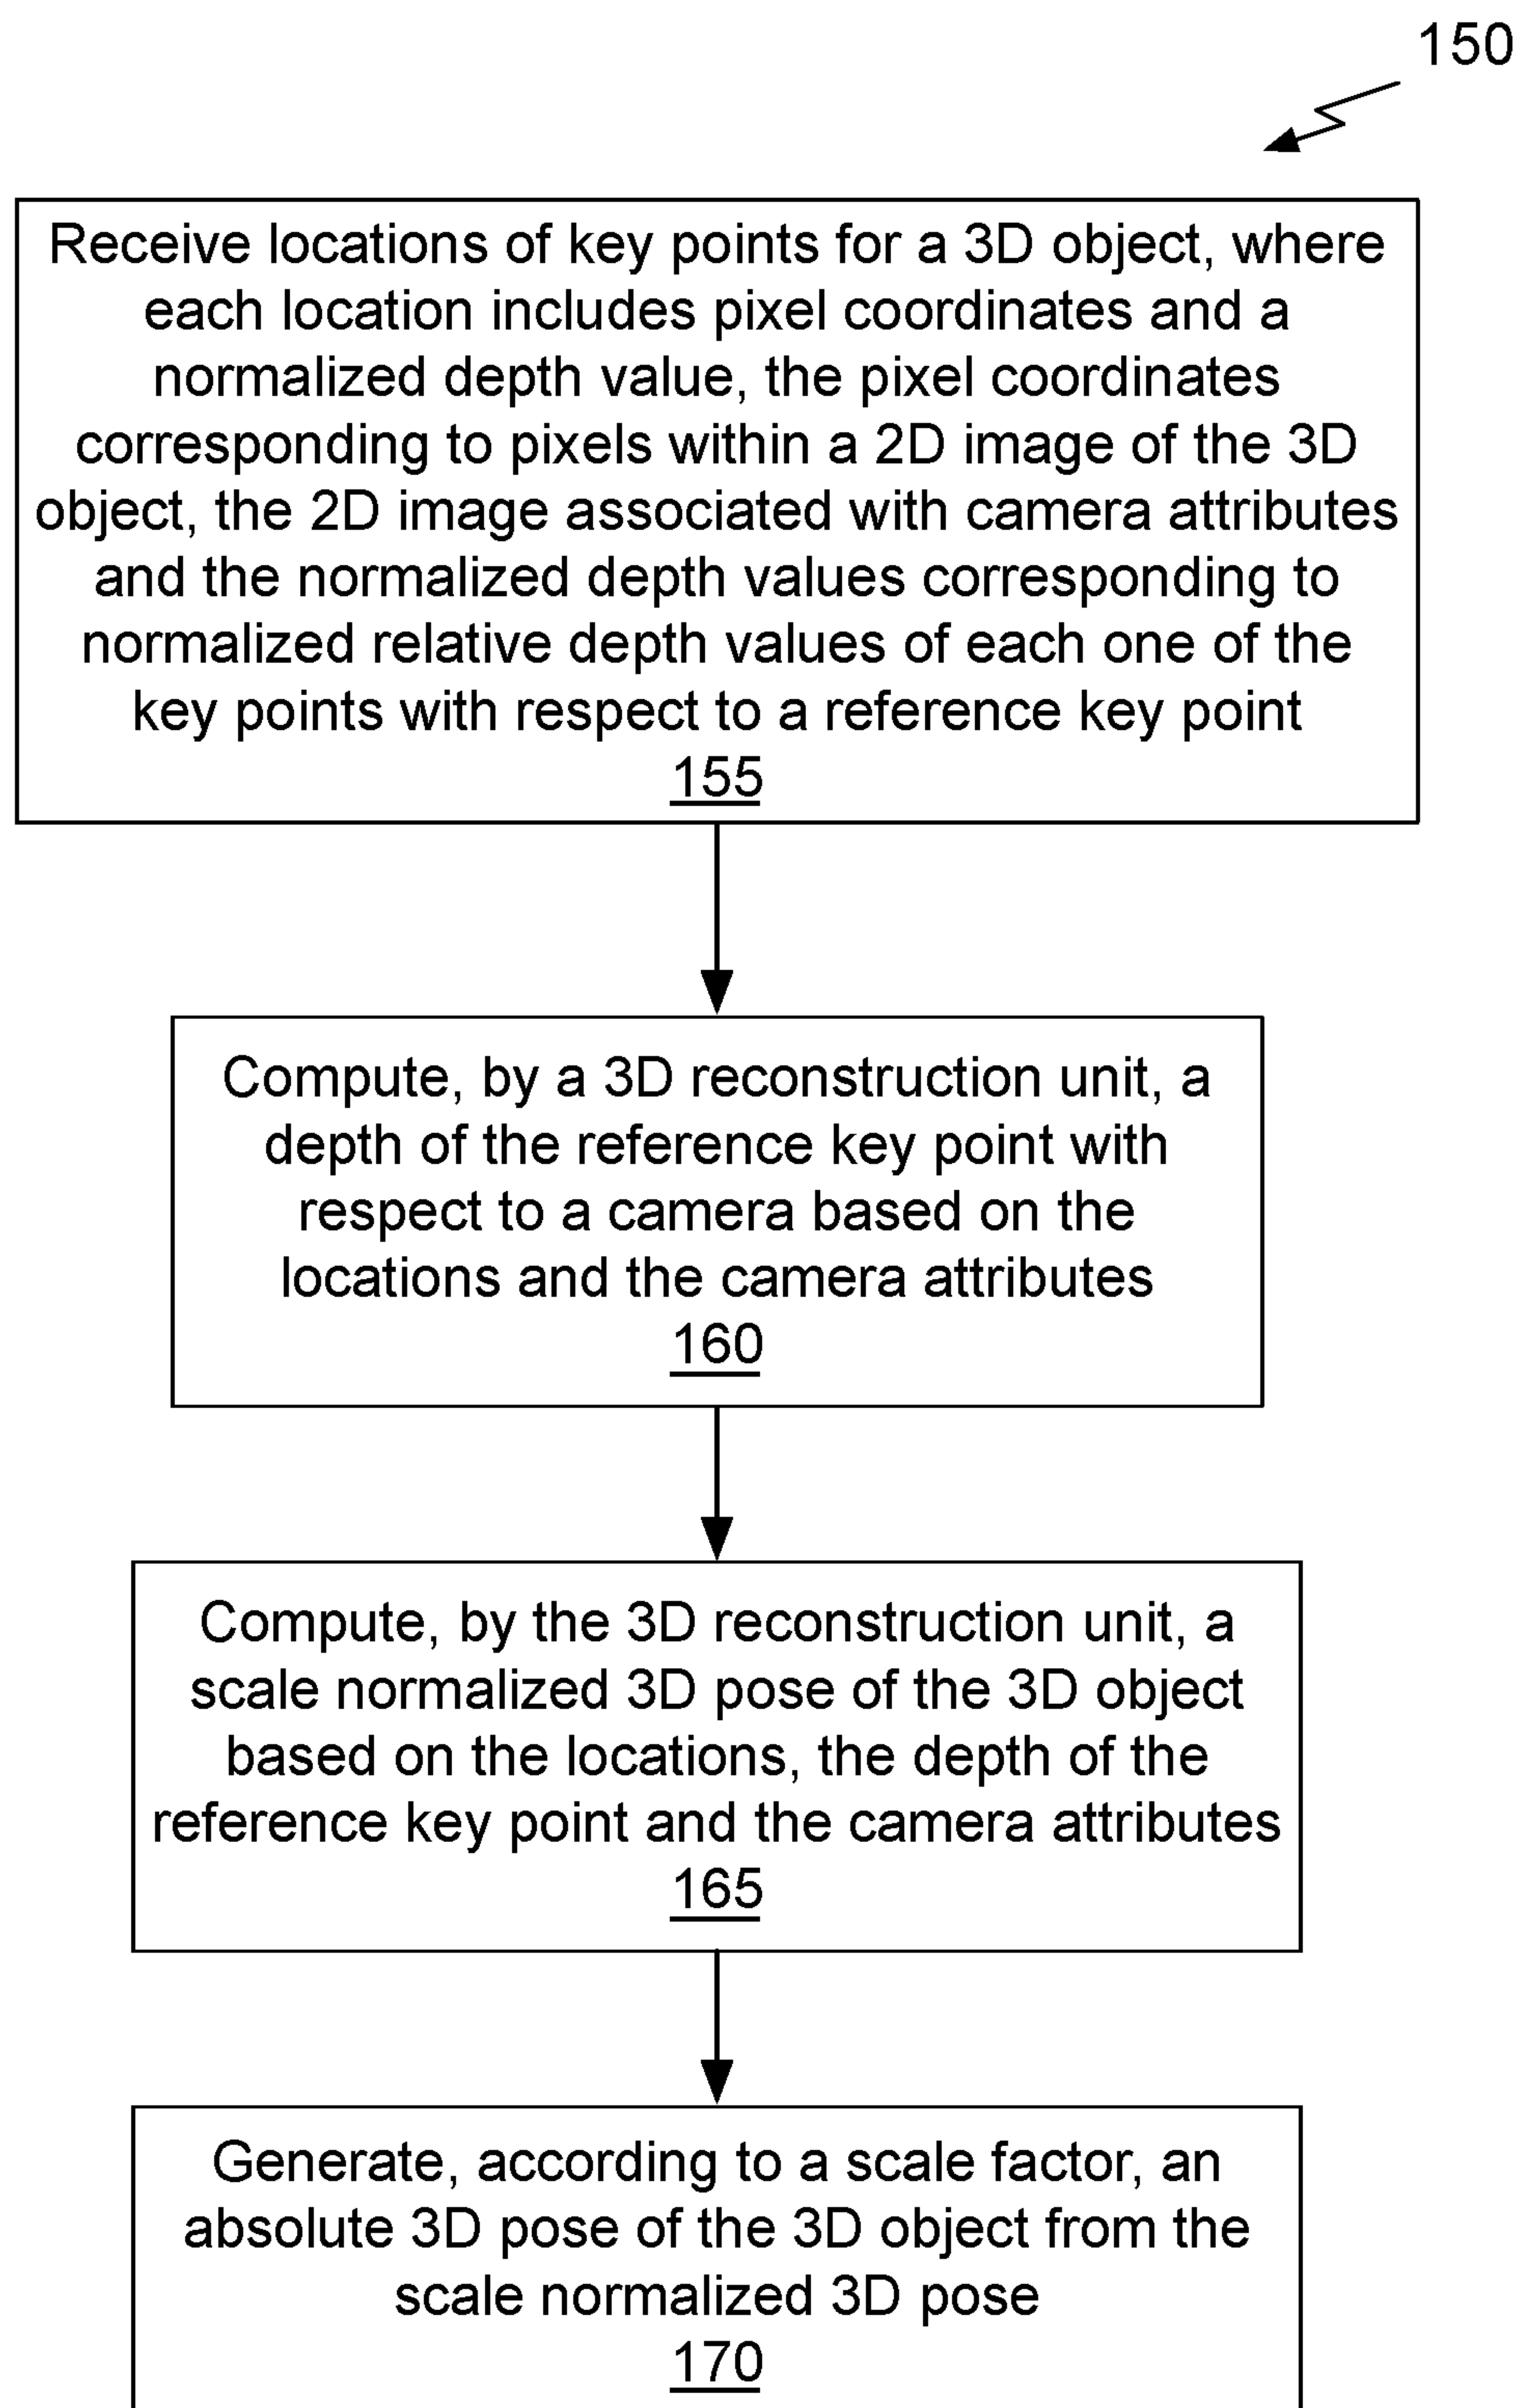 150
Receive locations of key points for a 3D object, where
each location includes pixel coordinates and a
normalized depth value, the pixel coordinates
corresponding to pixels within a 2D image of the 3D
object, the 2D image associated with camera attributes
and the normalized depth values corresponding to
normalized relative depth values of each one of the
key points with respect to a reference key point
155
Compute, by a 3D reconstruction unit, a
depth of the reference key point with
respect to a camera based on the
locations and the camera attributes
160
Compute, by the 3D reconstruction unit, a
scale normalized 3D pose of the 3D object
based on the locations, the depth of the
reference key point and the camera attributes
165
Generate, according to a scale factor, an
absolute 3D pose of the 3D object from the
scale normalized 3D pose
170